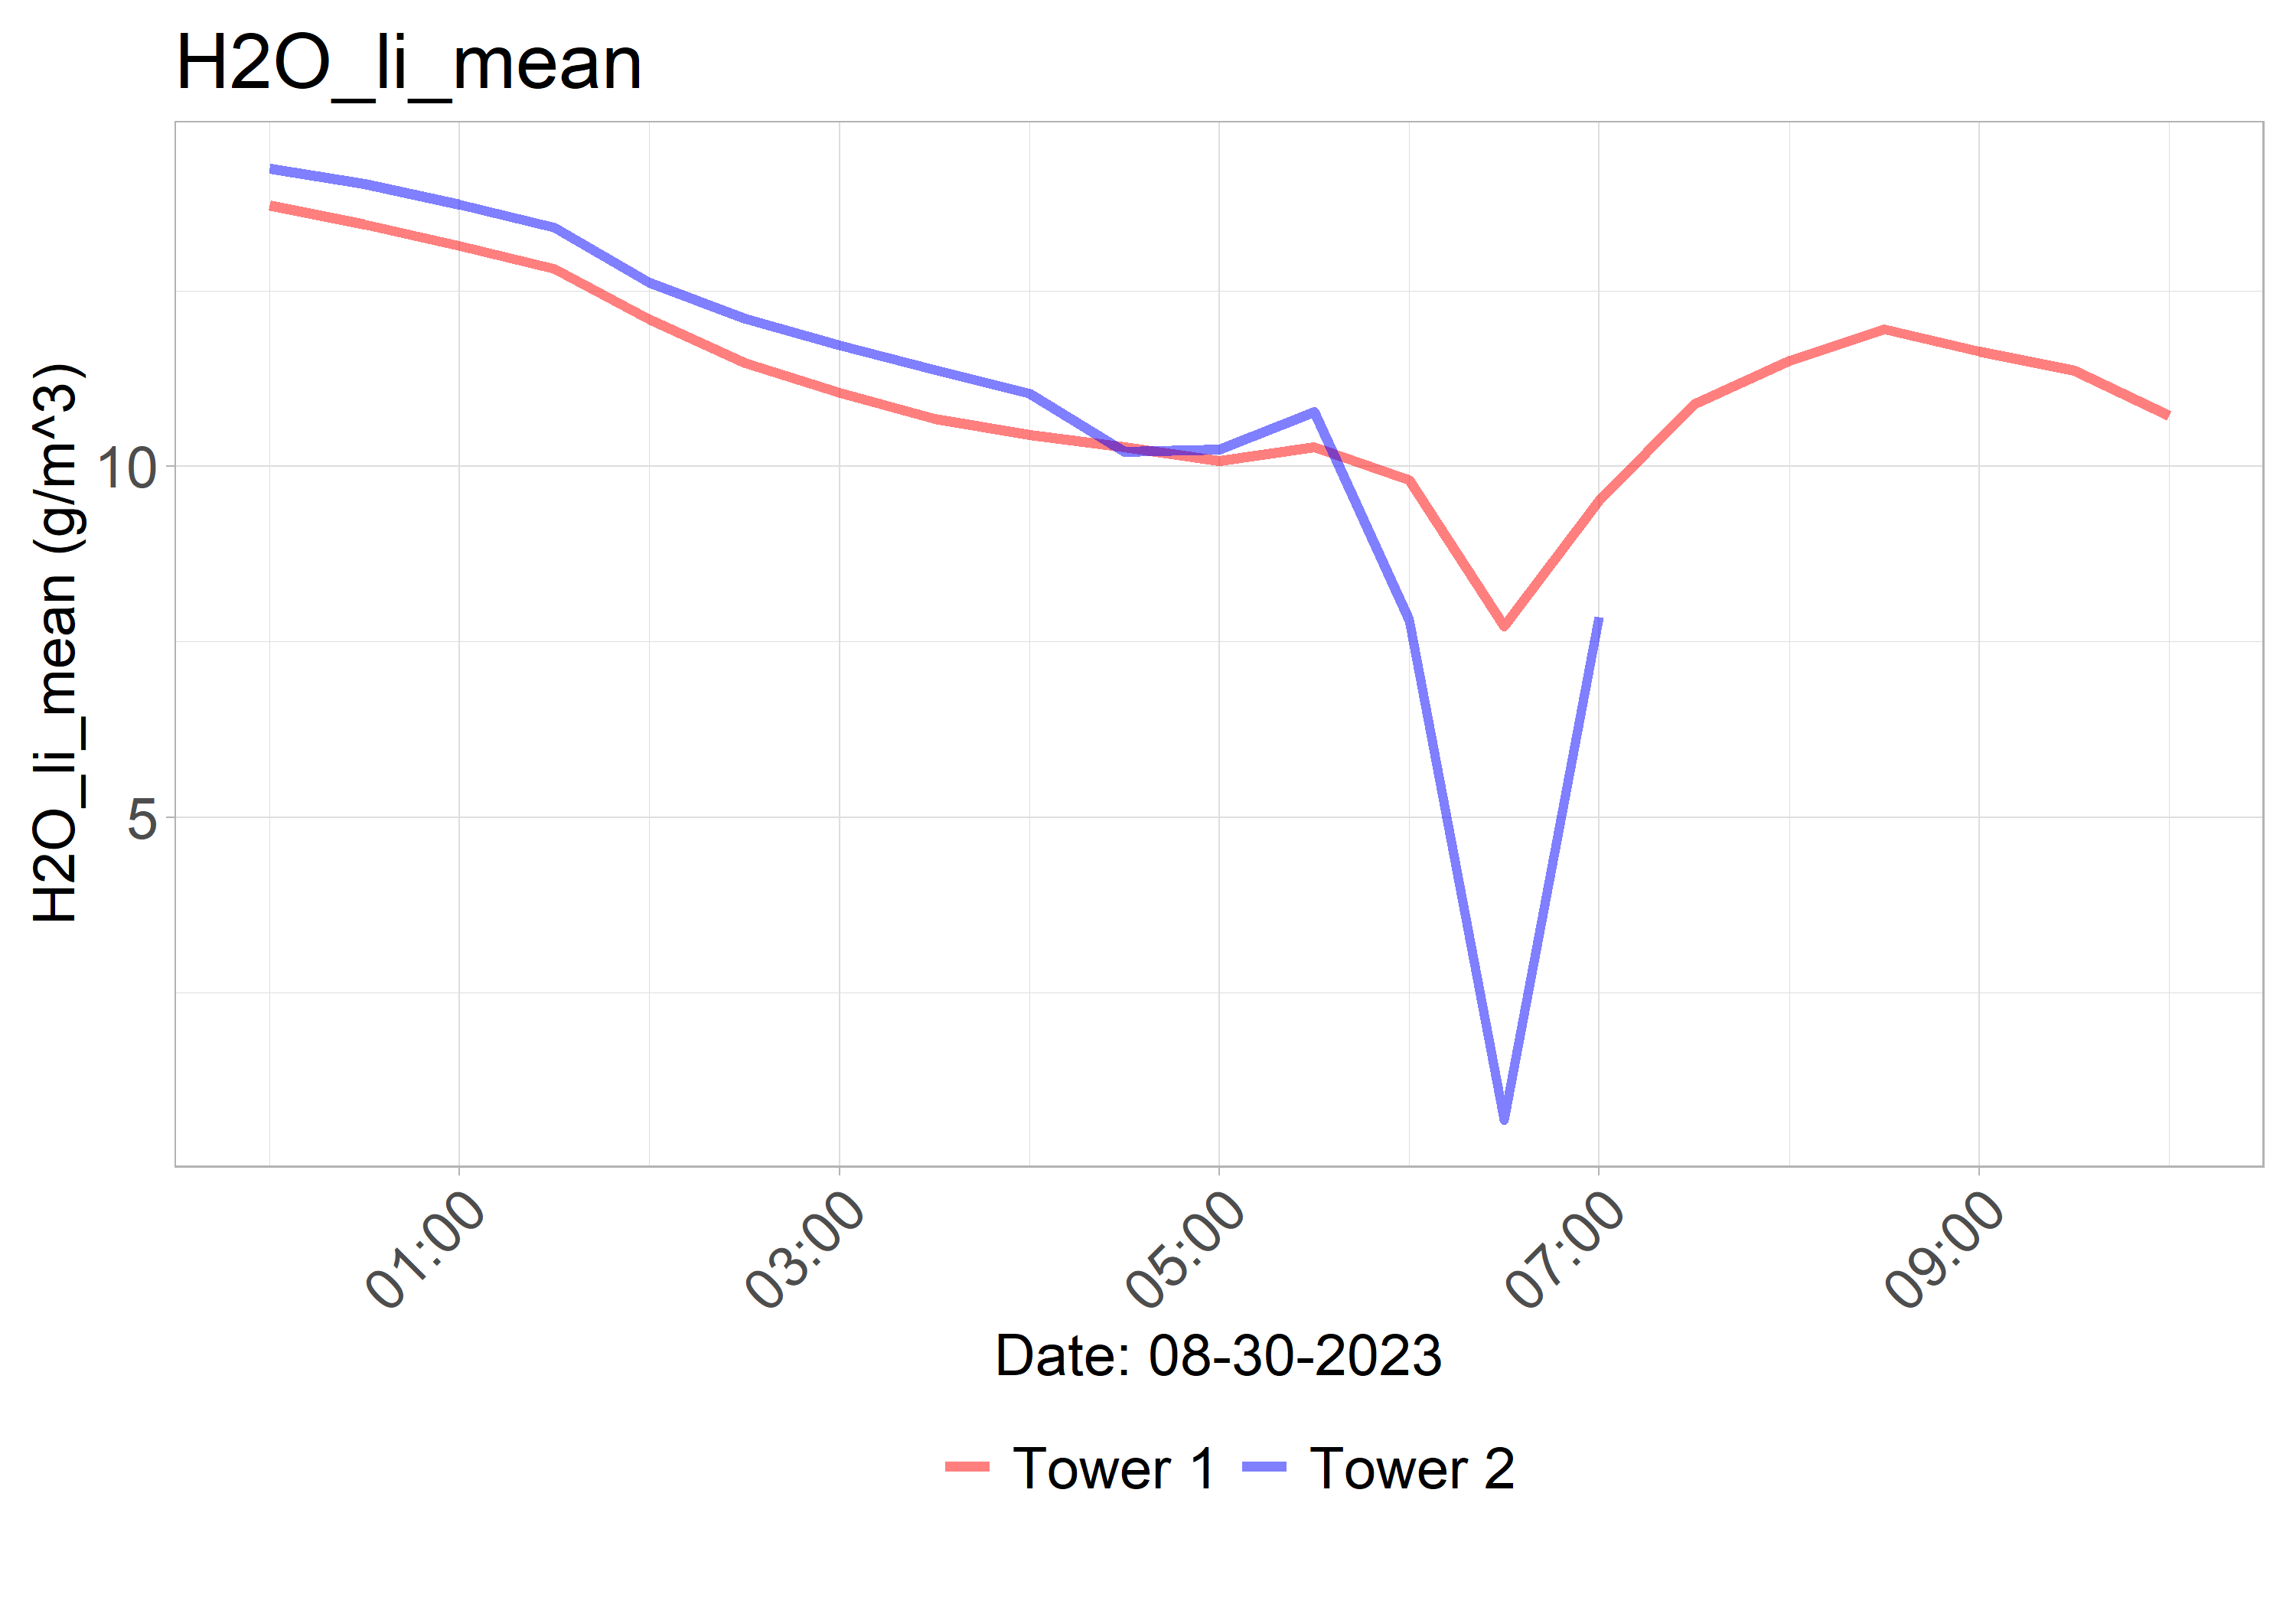 H2O_li_mean
H2O_li_mean (g/m^3)
10
5
01:00
03:00
05:00
07:00
09:00
Date: 08-30-2023
Tower 1
Tower 2